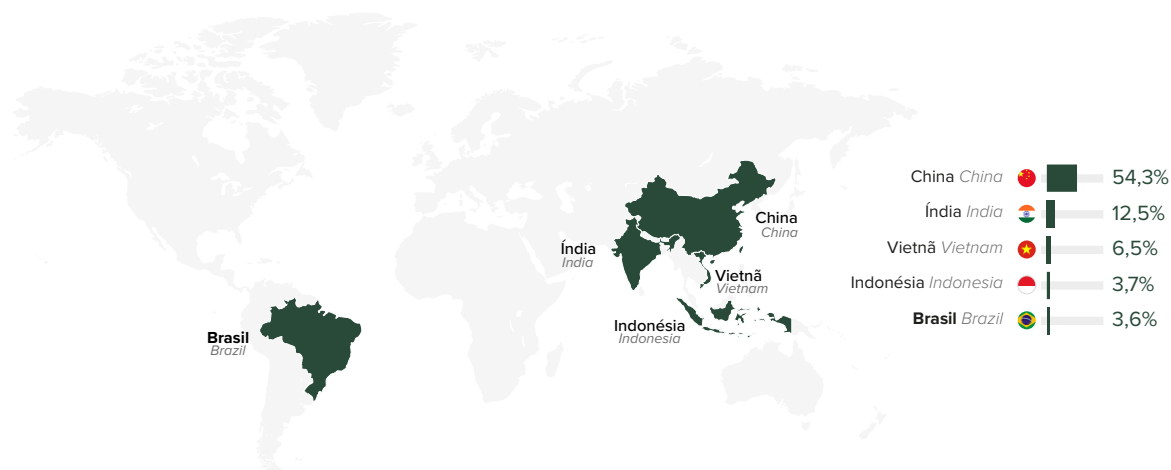 China
China
Índia
India
Vietnã
Vietnam
Indonésia
Indonesia
Brasil
Brazil
China China 54,3%
Índia India 12,5%
Vietnã Vietnam 6,5%
Indonésia Indonesia 3,7%
Brasil Brazil 3,6%